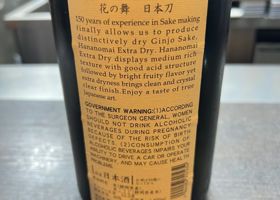 花の舞 日本刀
150 years of experience in Sake making
finally allows us to produce
distinctively dry Ginjo Sake,
Hananomai Extra Dry. Hananomai
Extra Dry displays medium rich
texture with good acid structure
followed by bright fruity flavor yet
extra dryness brings clean and crystal
clear finish. Enjoy a taste of true
Japanese art.
GOVERNMENT WARNING:(1)ACCORDING
TO THE SURGEON GENERAL, WOMEN
SHOULD NOT DRINK ALCOHOLIC
BEVERAGES DURING PREGNANCY
BECAUSE OF THE RISK OF BIRTH
DEFECTS. (2)CONSUMPTION OF
ALCOHOLIC BEVERAGES IMPAIRS YOUR
ABILITY TO DRIVE A CAR OR OPERATE
MACHINERY, AND MAY CAUSE HEALTH
日本酒